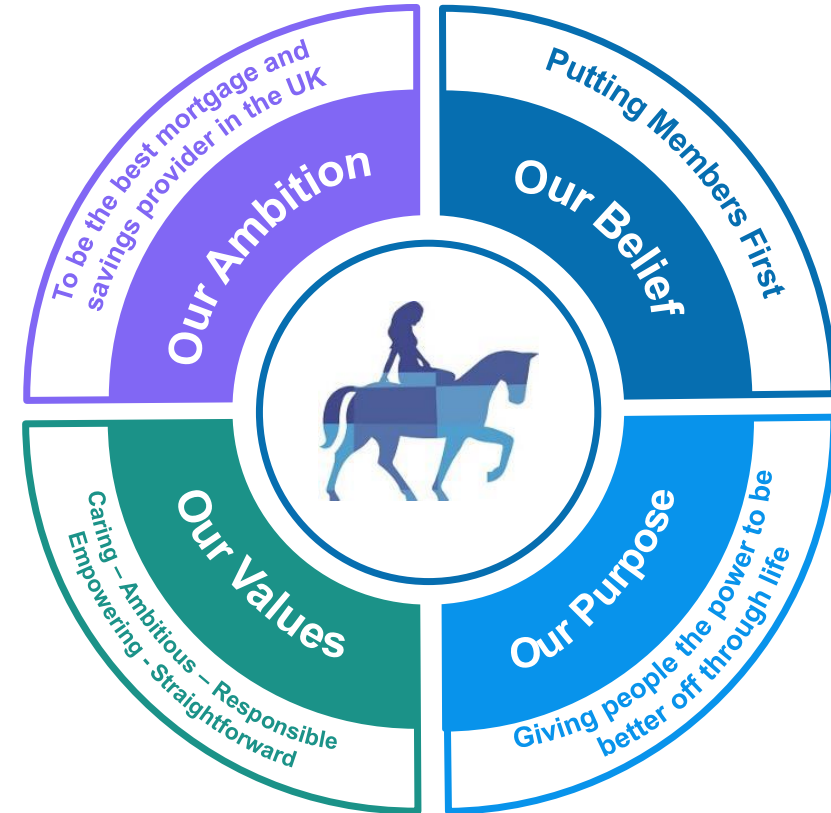 To be the best mortgage and
savings provider in the UK
Our Ambition
Putting Members First
Our Belief
Our Values
Caring – Ambitious – Responsible
Empowering - Straightforward
Our Purpose
Giving people the power to be
better off through life